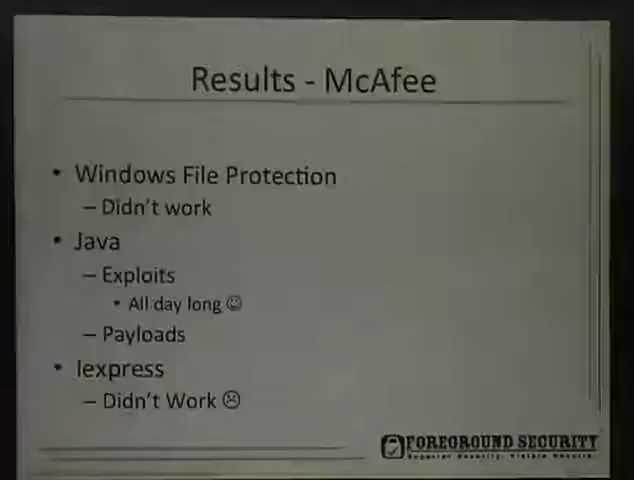 Results - McAfee
• Windows File Protection
– Didn't work
• Java
– Exploits
• All day long ☺
– Payloads
• Iexpress
– Didn't Work ☹
FOREGROUND SECURITY